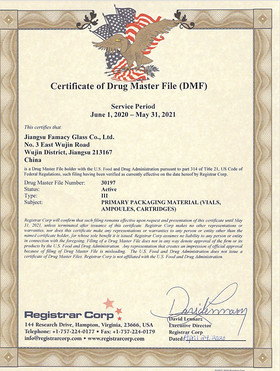 Certificate of Drug Master File (DMF)
Service Period
June 1, 2020 – May 31, 2021
This certifies that:
Jiangsu Famacy Glass Co., Ltd.
No. 3 East Wujin Road
Wujin District, Jiangsu 213167
China
is a Drug Master File holder with the U.S. Food and Drug Administration pursuant to part 314 of Title 21, US Code of
Federal Regulations, such filing having been verified as currently effective on the date hereof by Registrar Corp.
Drug Master File Number: 30197
Status: Active
Type: III
Subject: PRIMARY PACKAGING MATERIAL (VIALS,
AMPOULES, CARTRIDGES)
Registrar Corp will confirm that such filing remains effective upon request and presentation of this certificate until May
31, 2021, unless terminated after issuance of this certificate. Registrar Corp makes no other representations or
warranties, nor does this certificate make any representations or warranties to any person or entity other than the
named certificate holder, for whose sole benefit it is issued. Registrar Corp assumes no liability to any person or entity
in connection with the foregoing. Filing of a Drug Master File does not in any way denote approval of the firm or its
products by the U.S. Food and Drug Administration. Any representation that creates an impression of official approval
because of filing of Drug Master File is misleading. The U.S. Food and Drug Administration does not issue a
certificate of Drug Master Files. Registrar Corp is not affiliated with the U.S. Food and Drug Administration.
Registrar Corp
144 Research Drive, Hampton, Virginia, 23666, USA
Telephone: +1-757-224-0177 • Fax: +1-757-224-0179
info@registrarcorp.com • www.registrarcorp.com
David Lennarz
Executive Director
Registrar Corp
Dated: